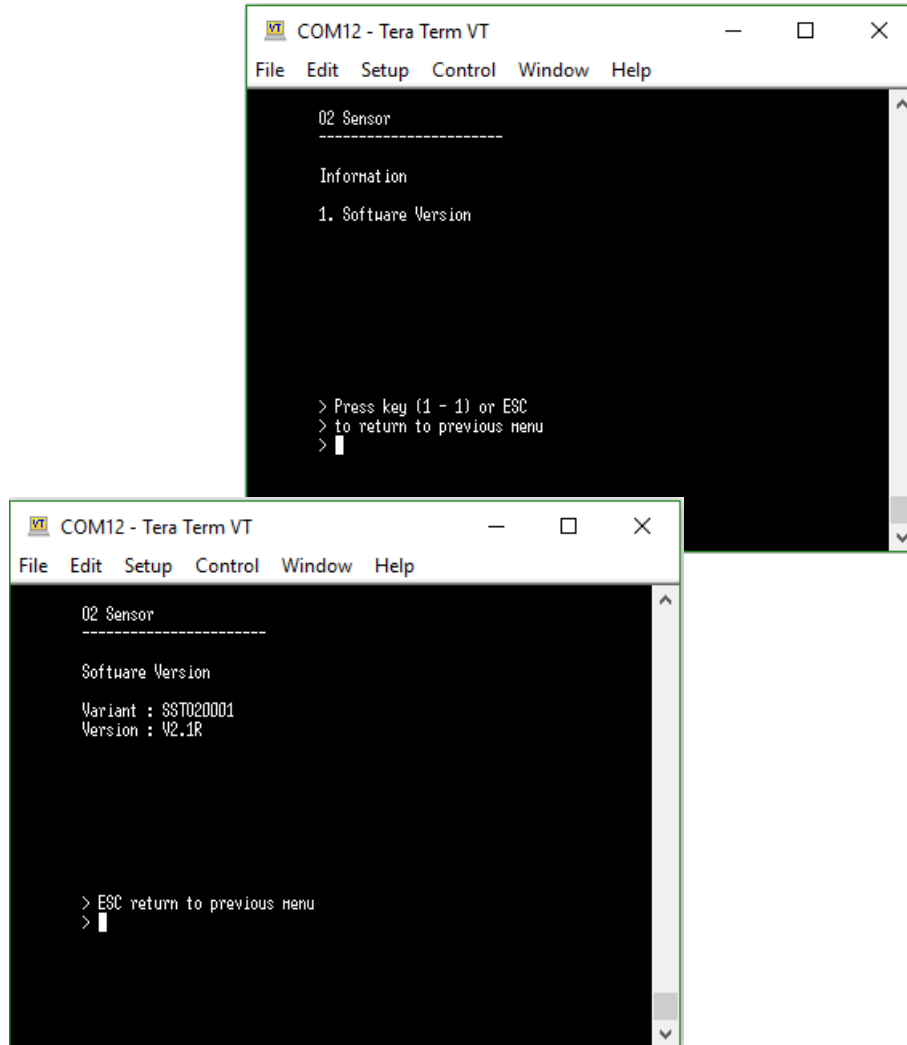 COM12 - Tera Term VT
File Edit Setup Control Window Help
O2 Sensor
-----------------------
Information
1. Software Version
> Press key (1 - 1) or ESC
> to return to previous menu
>
COM12 - Tera Term VT
File Edit Setup Control Window Help
O2 Sensor
-----------------------
Software Version
Variant : SST020001
Version : V2.1R
> ESC return to previous menu
>